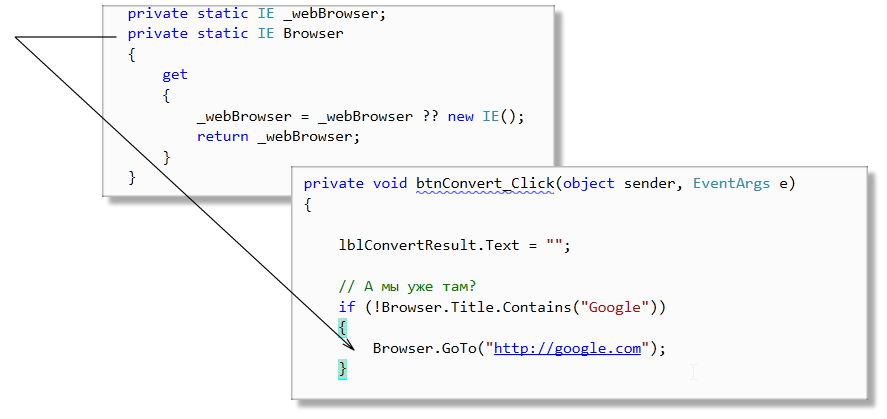 private static IE _webBrowser;
private static IE Browser
{
get
{
_webBrowser = _webBrowser ?? new IE();
return _webBrowser;
}
}
private void btnConvert_Click(object sender, EventArgs e)
{
lblConvertResult.Text = "";
// А мы уже там?
if (!Browser.Title.Contains("Google"))
{
Browser.GoTo("http://google.com");
}